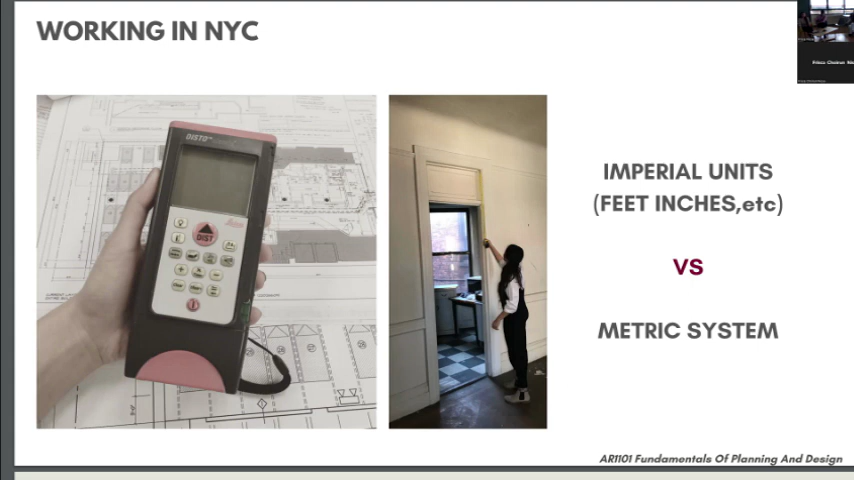 WORKING IN NYC
DISTO
Leica
DIST
IMPERIAL UNITS
(FEET INCHES,etc)
VS
METRIC SYSTEM
AR1101 Fundamentals Of Planning And Design